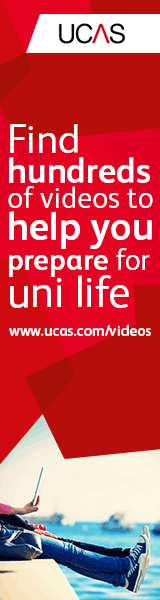 UCAS
Find
hundreds
of videos to
help you
prepare for
uni life
www.ucas.com/videos